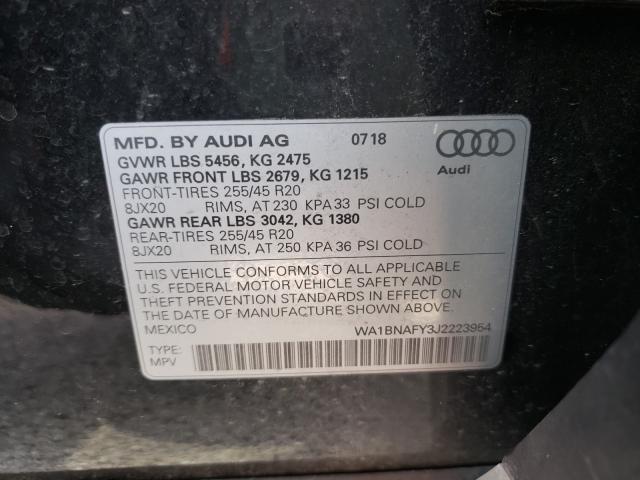 MFD. BY AUDI AG 0718
GVWR LBS 5456, KG 2475
GAWR FRONT LBS 2679, KG 1215
FRONT-TIRES 255/45 R20
8JX20 RIMS, AT 230 KPA 33 PSI COLD
GAWR REAR LBS 3042, KG 1380
REAR-TIRES 255/45 R20
8JX20 RIMS, AT 250 KPA 36 PSI COLD
Audi
THIS VEHICLE CONFORMS TO ALL APPLICABLE
U.S. FEDERAL MOTOR VEHICLE SAFETY AND
THEFT PREVENTION STANDARDS IN EFFECT ON
THE DATE OF MANUFACTURE SHOWN ABOVE.
MEXICO WA1BNAFY3J2223954
TYPE:
MPV